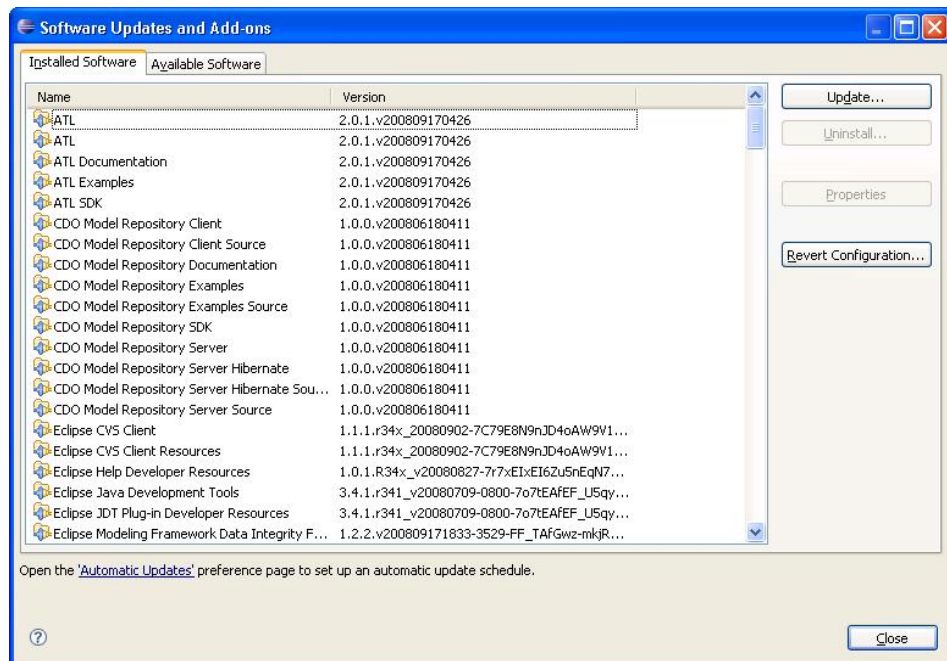 Software Updates and Add-ons
Installed Software Available Software
Name Version
ATL 2.0.1.v200809170426
ATL 2.0.1.v200809170426
ATL Documentation 2.0.1.v200809170426
ATL Examples 2.0.1.v200809170426
ATL SDK 2.0.1.v200809170426
CDO Model Repository Client 1.0.0.v200806180411
CDO Model Repository Client Source 1.0.0.v200806180411
CDO Model Repository Documentation 1.0.0.v200806180411
CDO Model Repository Examples 1.0.0.v200806180411
CDO Model Repository Examples Source 1.0.0.v200806180411
CDO Model Repository SDK 1.0.0.v200806180411
CDO Model Repository Server 1.0.0.v200806180411
CDO Model Repository Server Hibernate 1.0.0.v200806180411
CDO Model Repository Server Hibernate Sou... 1.0.0.v200806180411
CDO Model Repository Server Source 1.0.0.v200806180411
Eclipse CVS Client 1.1.1.r34x_20080902-7C79E8N9nJD4oAW9V1...
Eclipse CVS Client Resources 1.1.1.r34x_20080902-7C79E8N9nJD4oAW9V1...
Eclipse Help Developer Resources 1.0.1.R34x_v20080827-7r7xEIxEI6Zu5nEqN7...
Eclipse Java Development Tools 3.4.1.r341_v20080709-0800-7o7tEAfEF_U5qy...
Eclipse JDT Plug-in Developer Resources 3.4.1.r341_v20080709-0800-7o7tEAfEF_U5qy...
Eclipse Modeling Framework Data Integrity F... 1.2.2.v200809171833-3529-FF_TAfGwz-mkjR...
Update...
Uninstall...
Properties
Revert Configuration...
Open the 'Automatic Updates' preference page to set up an automatic update schedule.
?
Close